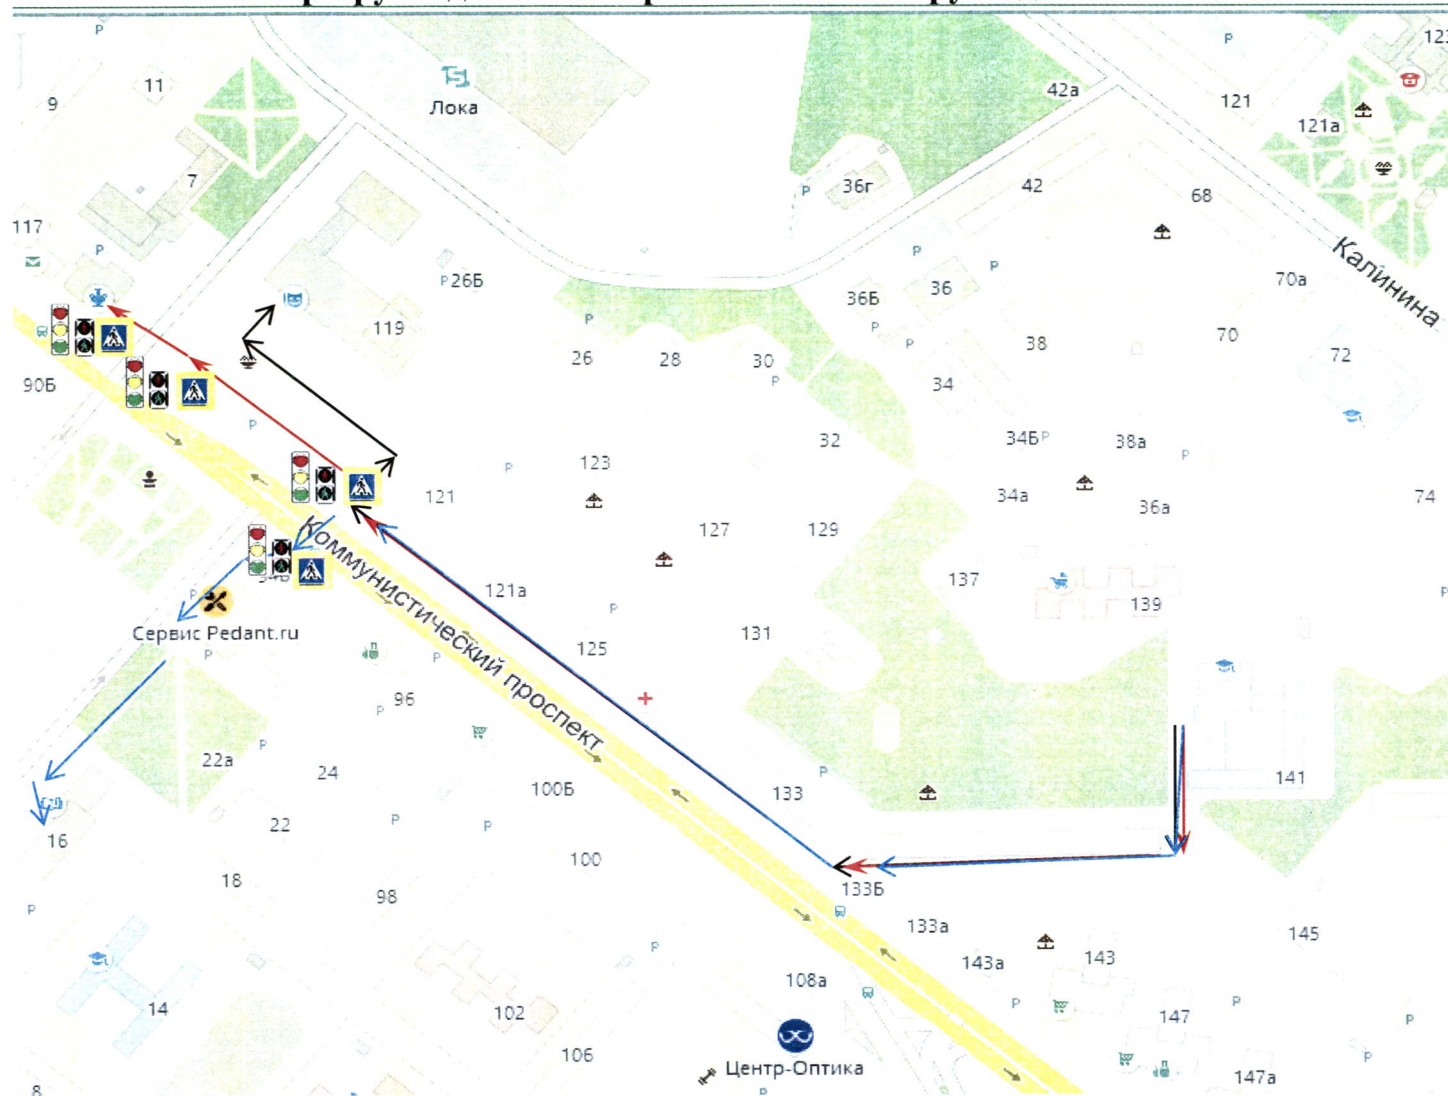 P
P
123
11
42а
121
9
Лока
121а
7
36г
P
42
68
117
P
P
P
26Б
P
70а
36Б
36
Калинина
P
119
P
P
38
70
72
26
28
30
90Б
P
34
P
32
34Б
P
38а
P
123
P
121
34а
36а
74
127
129
Коммунистический проспект
137
121а
139
P
P
P
Сервис Pedant.ru
131
125
P
P
96
P
22а
P
24
P
141
100Б
133
16
22
P
P
100
18
133Б
98
P
133а
145
P
143
143а
108а
14
P
P
102
147
P
106
P
Центр-Оптика
147а
8
P